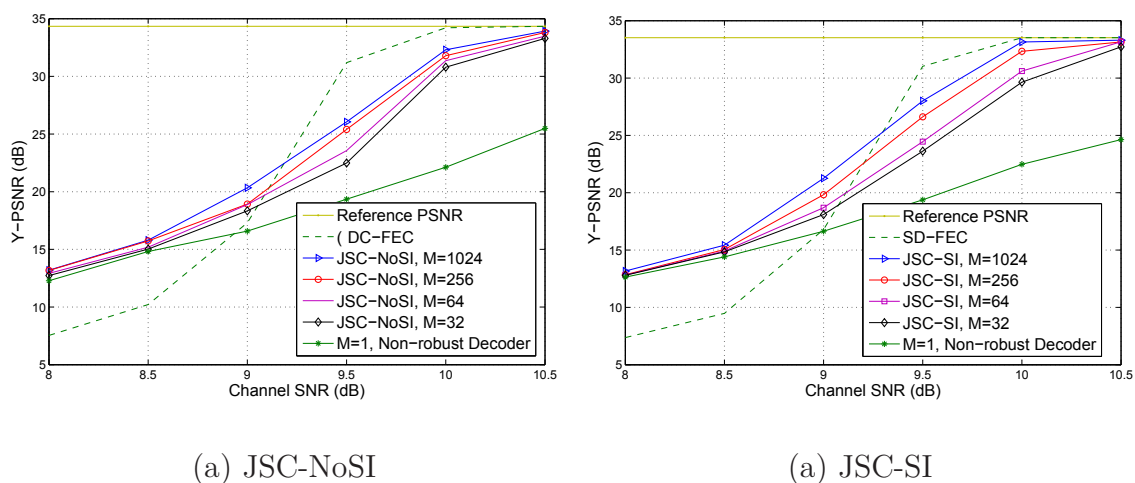 35
30
25
20
15
10
5
8
8.5
9
9.5
10
10.5
Y−PSNR (dB)
Channel SNR (dB)
Reference PSNR
( DC−FEC
JSC−NoSI, M=1024
JSC−NoSI, M=256
JSC−NoSI, M=64
JSC−NoSI, M=32
M=1, Non−robust Decoder
(a) JSC-NoSI
35
30
25
20
15
10
5
8
8.5
9
9.5
10
10.5
Y−PSNR (dB)
Channel SNR (dB)
Reference PSNR
SD−FEC
JSC−SI, M=1024
JSC−SI, M=256
JSC−SI, M=64
JSC−SI, M=32
M=1, Non−robust Decoder
(a) JSC-SI